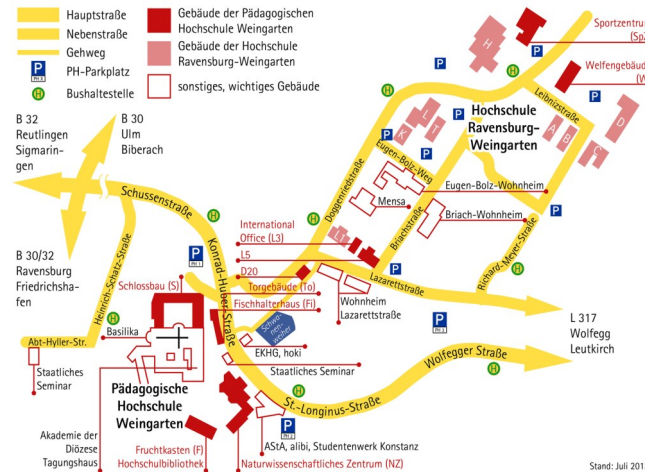 Hauptstraße
Nebenstraße
Gehweg
PH-Parkplatz
Bushaltestelle
Gebäude der Pädagogischen
Hochschule Weingarten
Gebäude der Hochschule
Ravensburg-Weingarten
sonstiges, wichtiges Gebäude
Sportzentrum
Welfengebäude
H
Leibnizstraße
D
A
B
C
L
K
T
Hochschule
Ravensburg-
Weingarten
B 32
Reutlingen
Sigmarin-
gen
B 30
Ulm
Biberach
Schussenstraße
Eugen-Bolz-Weg
Doggenriedstraße
Eugen-Bolz-Wohnheim
Mensa
Briach-Wohnheim
Briachstraße
Richard-Meyer-Straße
B 30/32
Ravensburg
Friedrichsha-
fen
Heinrich-Schatz-Straße
Konrad-Huber-Straße
International
Office (L3)
L5
D20
Lazarettstraße
Schlossbau (S)
Torgebäude (To)
Fischhalterhaus (Fi)
Wohnheim
Lazarettstraße
L 317
Wolfegg
Leutkirch
Basilika
Abt-Hyller-Str.
Schwa-
nen-
weiher
EKHG, hoki
Staatliches
Seminar
Staatliches Seminar
Wolfegger Straße
Pädagogische
Hochschule
Weingarten
St.-Longinus-Straße
Akademie der
Diözese
Tagungshaus
Fruchtkasten (F)
Hochschulbibliothek
AStA, alibi, Studentenwerk Konstanz
Naturwissenschaftliches Zentrum (NZ)
Stand: Juli 201